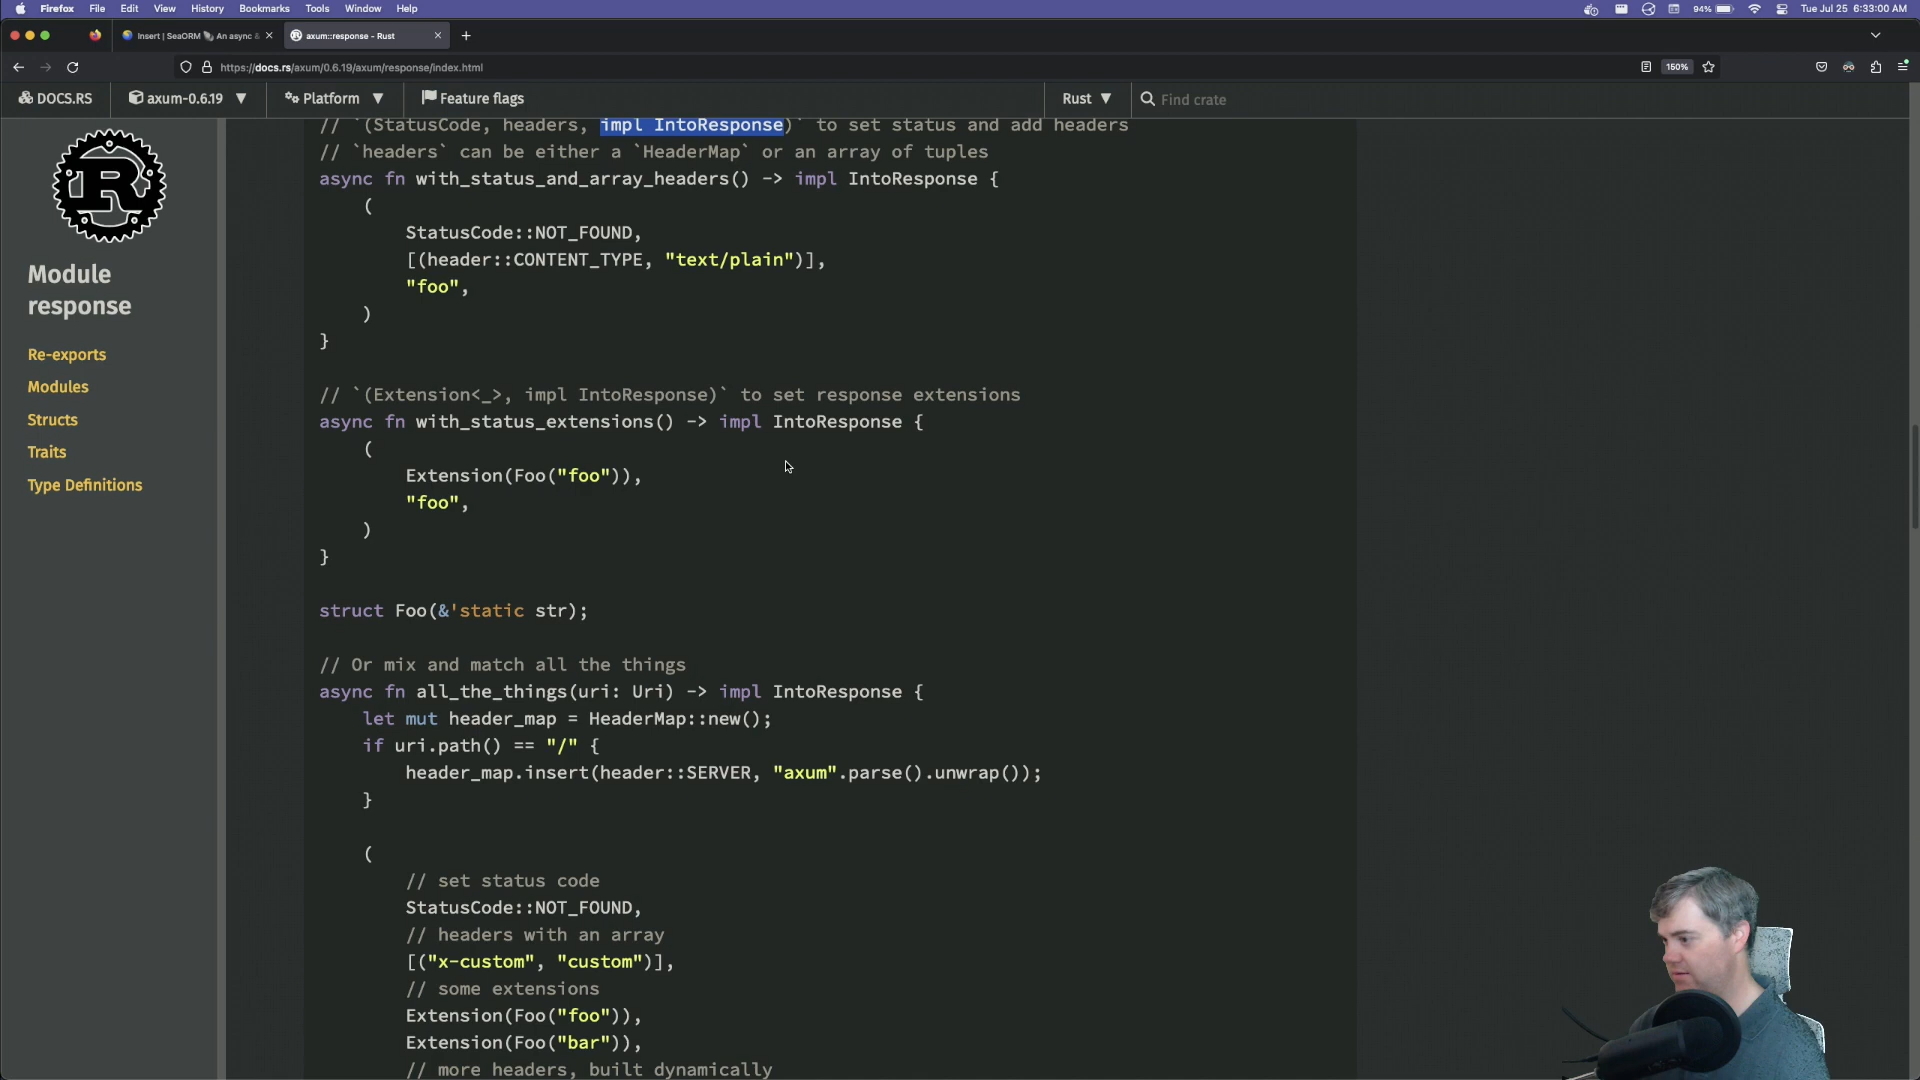 Firefox File Edit View History Bookmarks Tools Window Help 94% Tue Jul 25 6:33:00 AM
Insert | SeaORM 🐚 An async & axum::response - Rust
https://docs.rs/axum/0.6.19/axum/response/index.html 150%
DOCS.RS axum-0.6.19 ▼ Platform ▼ Feature flags Rust ▼ Find crate
Module
response
Re-exports
Modules
Structs
Traits
Type Definitions
// `(StatusCode, headers, impl IntoResponse)` to set status and add headers
// `headers` can be either a `HeaderMap` or an array of tuples
async fn with_status_and_array_headers() -> impl IntoResponse {
(
StatusCode::NOT_FOUND,
[(header::CONTENT_TYPE, "text/plain")],
"foo",
)
}
// `(Extension<_>, impl IntoResponse)` to set response extensions
async fn with_status_extensions() -> impl IntoResponse {
(
Extension(Foo("foo")),
"foo",
)
}
struct Foo(&'static str);
// Or mix and match all the things
async fn all_the_things(uri: Uri) -> impl IntoResponse {
let mut header_map = HeaderMap::new();
if uri.path() == "/" {
header_map.insert(header::SERVER, "axum".parse().unwrap());
}
(
// set status code
StatusCode::NOT_FOUND,
// headers with an array
[("x-custom", "custom")],
// some extensions
Extension(Foo("foo")),
Extension(Foo("bar")),
// more headers, built dynamically